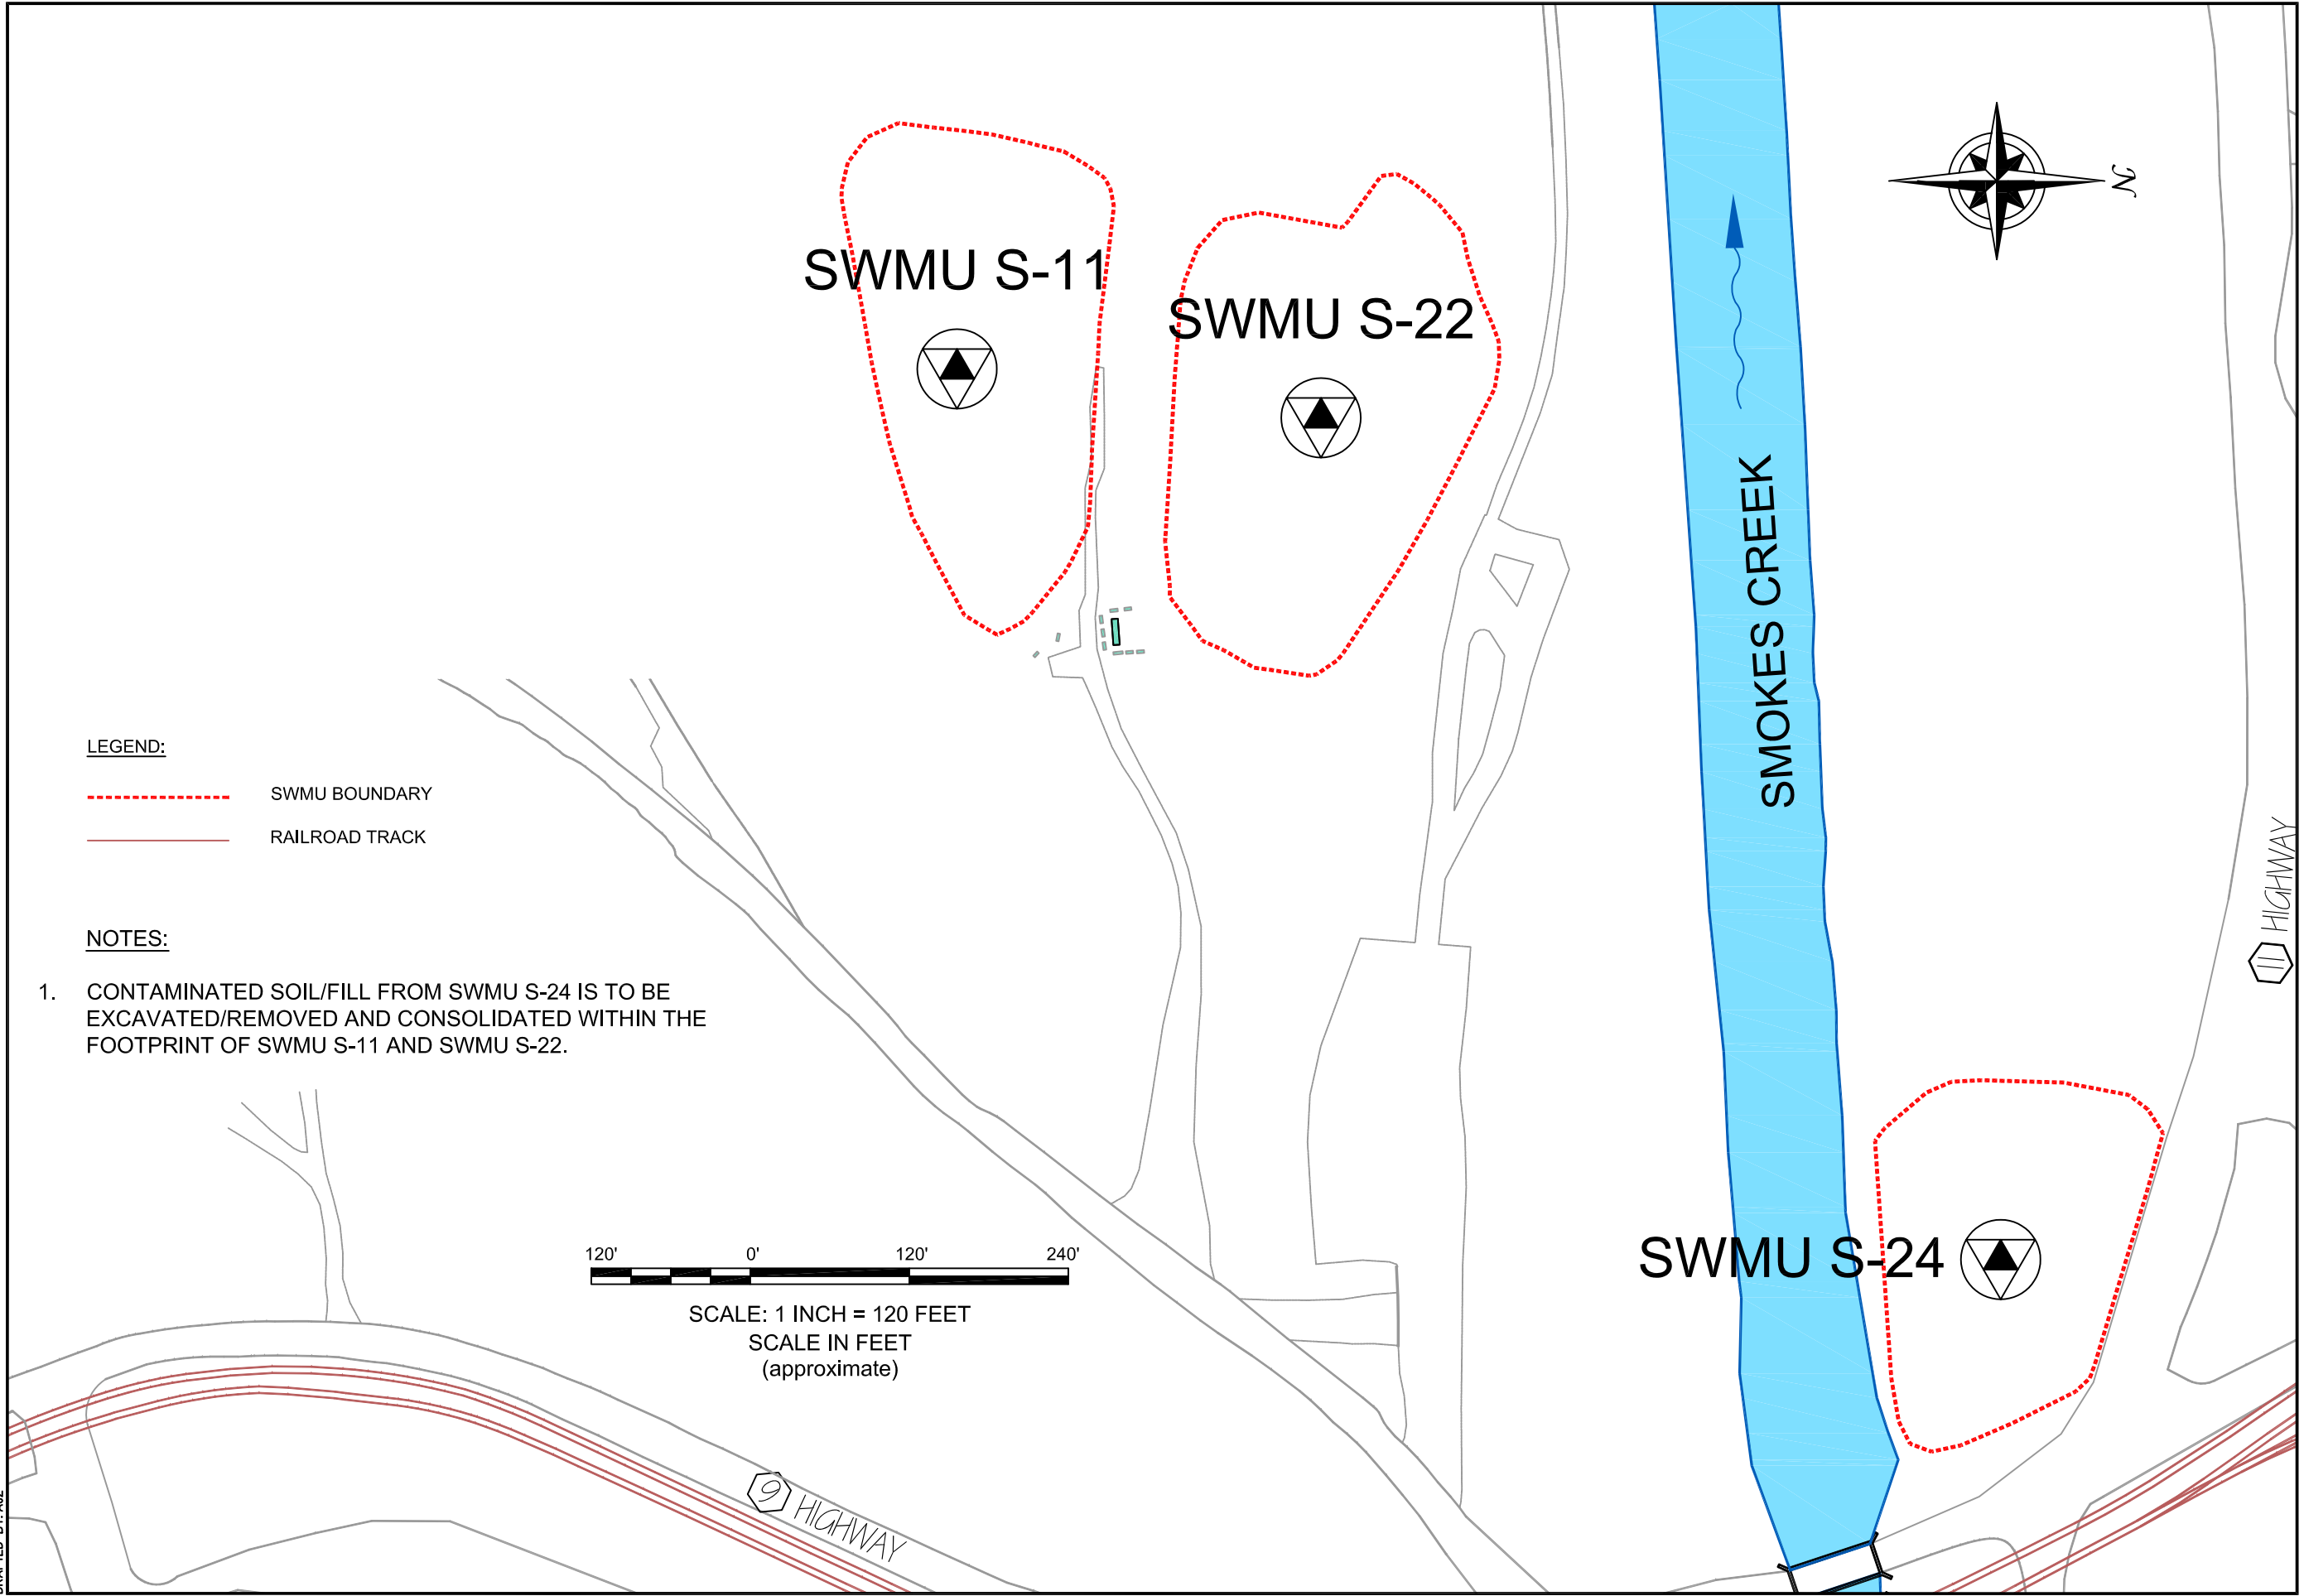 SWMU S-11
SWMU S-22
N
SMOKES CREEK
LEGEND:
SWMU BOUNDARY
RAILROAD TRACK
NOTES:
1. CONTAMINATED SOIL/FILL FROM SWMU S-24 IS TO BE
EXCAVATED/REMOVED AND CONSOLIDATED WITHIN THE
FOOTPRINT OF SWMU S-11 AND SWMU S-22.
11 HIGHWAY
SWMU S-24
120' 0' 120' 240'
SCALE: 1 INCH = 120 FEET
SCALE IN FEET
(approximate)
9 HIGHWAY